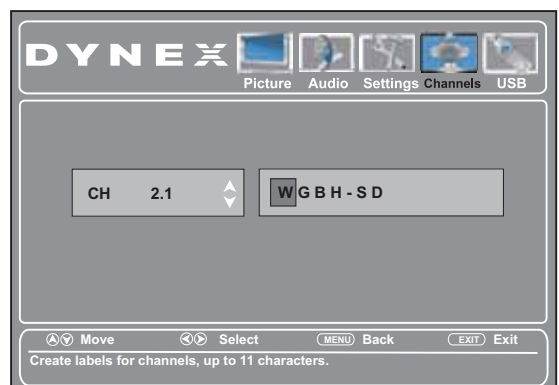 DYNEX
Picture Audio Settings Channels USB
CH 2.1 WGBH-SD
Move Select MENU Back EXIT Exit
Create labels for channels, up to 11 characters.